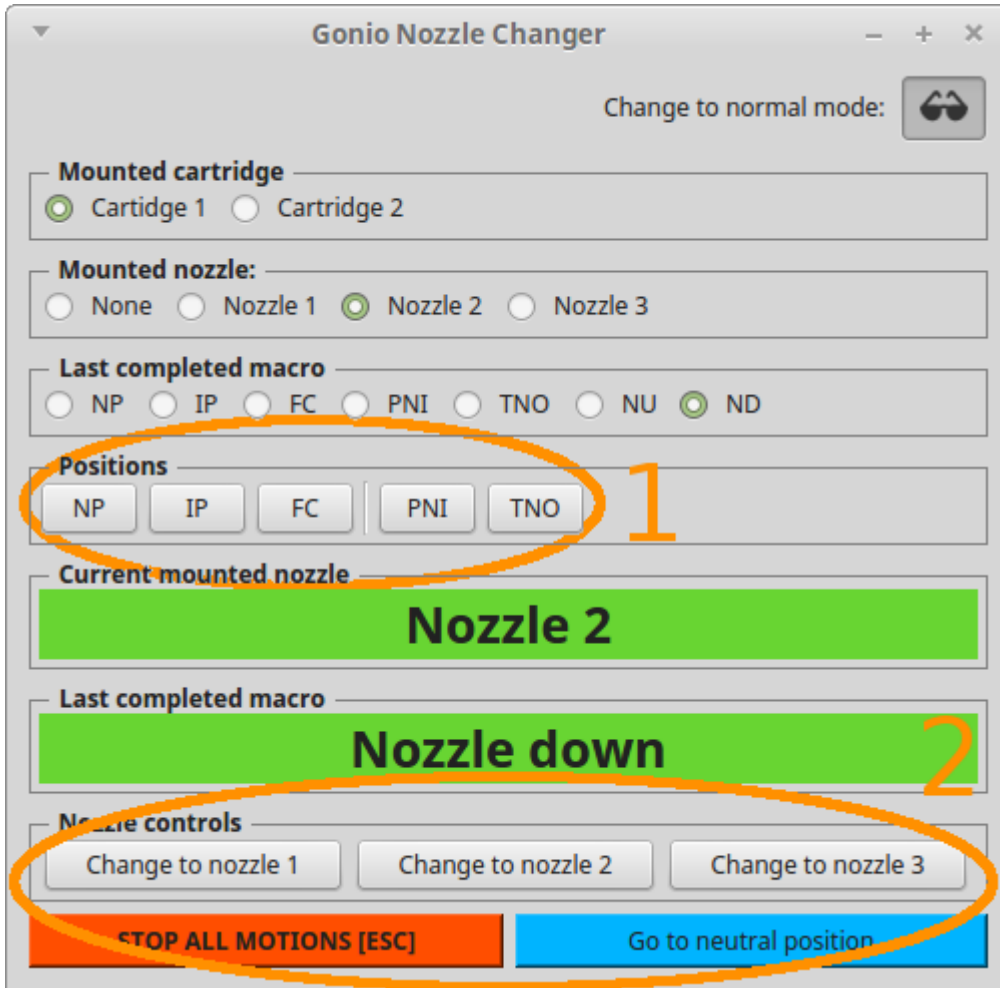 Gonio Nozzle Changer
Change to normal mode:
Mounted cartridge
Cartidge 1 Cartridge 2
Mounted nozzle:
None Nozzle 1 Nozzle 2 Nozzle 3
Last completed macro
NP IP FC PNI TNO NU ND
Positions
NP IP FC PNI TNO
1
Current mounted nozzle
Nozzle 2
Last completed macro
Nozzle down
2
Nozzle controls
Change to nozzle 1 Change to nozzle 2 Change to nozzle 3
STOP ALL MOTIONS [ESC] Go to neutral position